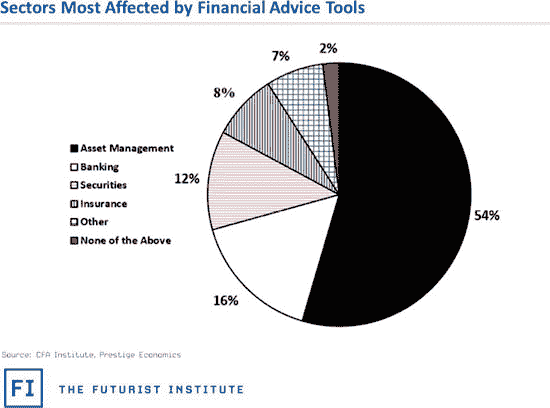 Sectors Most Affected by Financial Advice Tools
2%
7%
8%
Asset Management
Banking
Securities
Insurance
Other
None of the Above
12%
54%
16%
Source: CFA Institute, Prestige Economics
FI
THE FUTURIST INSTITUTE